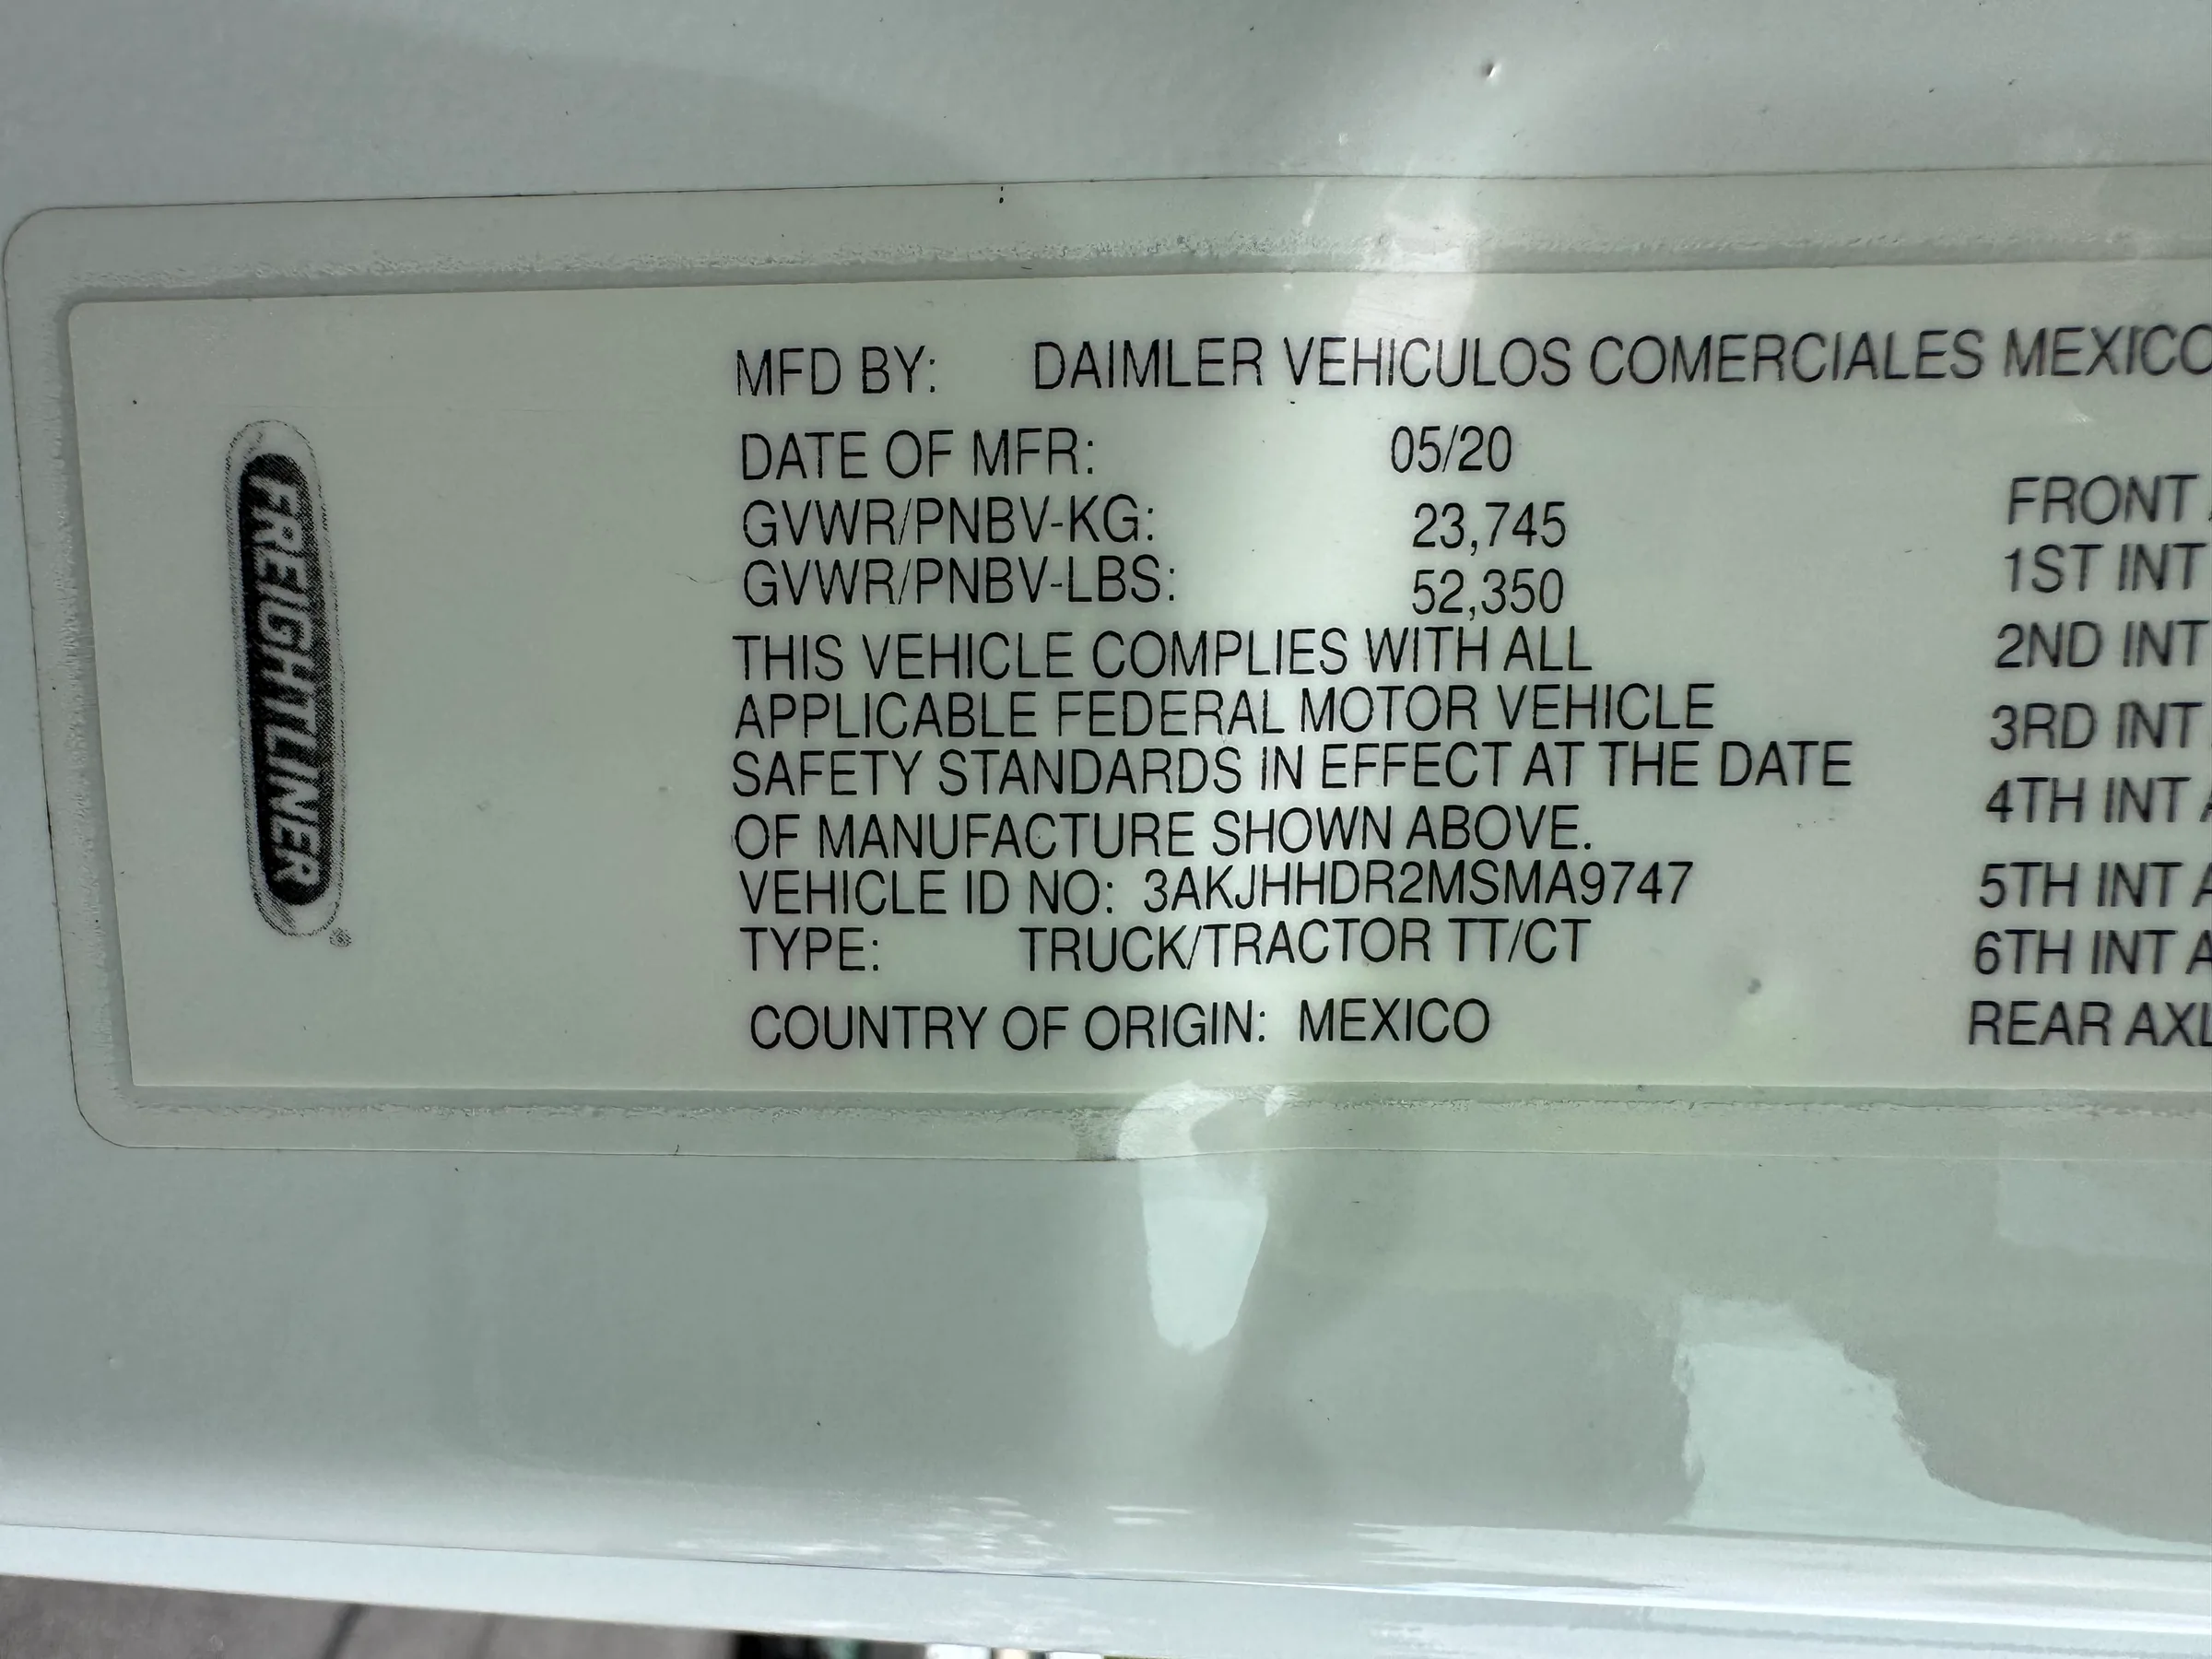 FREIGHTLINER®
MFD BY: DAIMLER VEHICULOS COMERCIALES MEXICO
DATE OF MFR: 05/20
GVWR/PNBV-KG: 23,745
GVWR/PNBV-LBS: 52,350
THIS VEHICLE COMPLIES WITH ALL
APPLICABLE FEDERAL MOTOR VEHICLE
SAFETY STANDARDS IN EFFECT AT THE DATE
OF MANUFACTURE SHOWN ABOVE.
VEHICLE ID NO: 3AKJHHDR2MSMA9747
TYPE: TRUCK/TRACTOR TT/CT
COUNTRY OF ORIGIN: MEXICO
FRONT
1ST INT
2ND INT
3RD INT
4TH INT
5TH INT
6TH INT
REAR